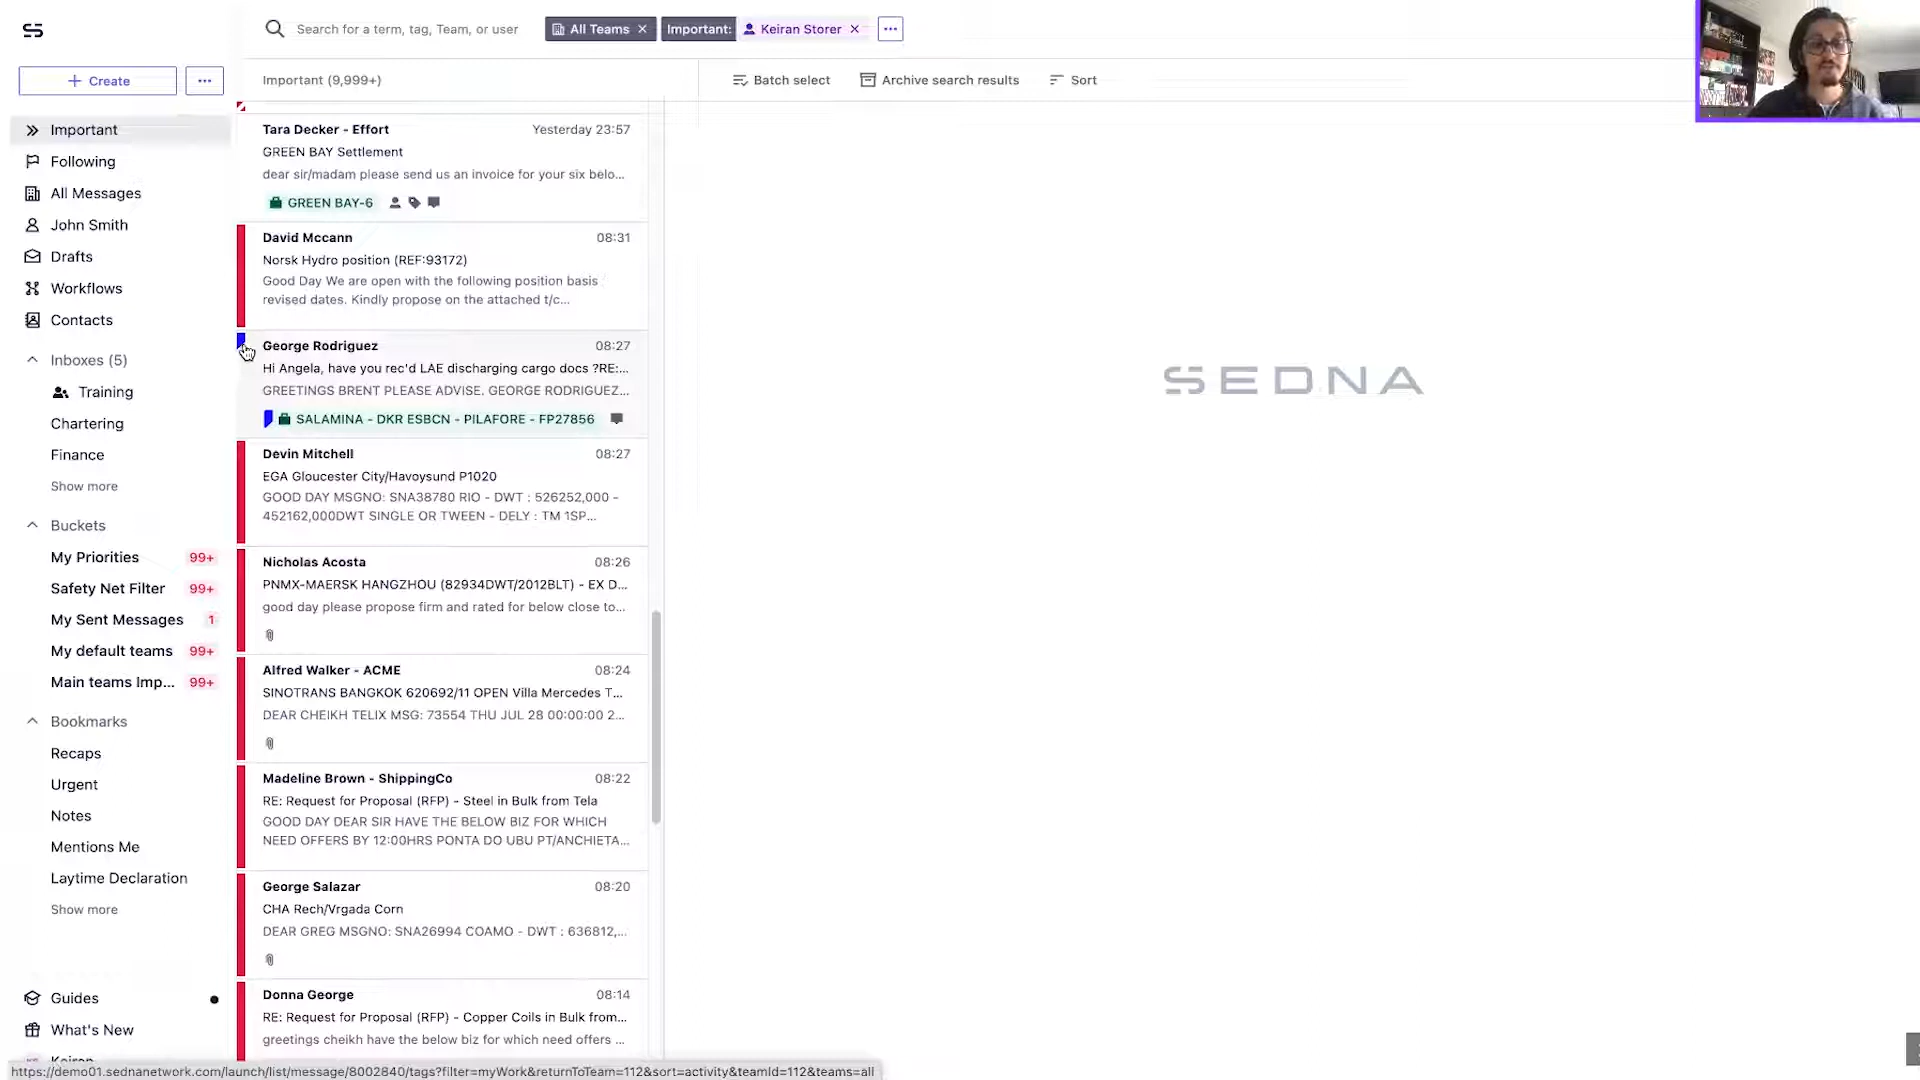 Search for a term, tag, Team, or user
All Teams
Important:
Keiran Storer
Create
Important (9,999+)
Batch select
Archive search results
Sort
Important
Following
All Messages
John Smith
Drafts
Workflows
Contacts
Inboxes (5)
Training
Chartering
Finance
Show more
Buckets
My Priorities 99+
Safety Net Filter 99+
My Sent Messages 1
My default teams 99+
Main teams Imp... 99+
Bookmarks
Recaps
Urgent
Notes
Mentions Me
Laytime Declaration
Show more
Guides
What's New
Keiran
Tara Decker - Effort Yesterday 23:57
GREEN BAY Settlement
dear sir/madam please send us an invoice for your six belo...
GREEN BAY-6
David Mccann 08:31
Norsk Hydro position (REF:93172)
Good Day We are open with the following position basis
revised dates. Kindly propose on the attached t/c...
George Rodriguez 08:27
Hi Angela, have you rec'd LAE discharging cargo docs ?RE:...
GREETINGS BRENT PLEASE ADVISE. GEORGE RODRIGUEZ...
SALAMINA - DKR ESBCN - PILAFORE - FP27856
Devin Mitchell 08:27
EGA Gloucester City/Havoysund P1020
GOOD DAY MSGNO: SNA38780 RIO - DWT : 526252,000 -
452162,000DWT SINGLE OR TWEEN - DELY : TM 1SP...
Nicholas Acosta 08:26
PNMX-MAERSK HANGZHOU (82934DWT/2012BLT) - EX D...
good day please propose firm and rated for below close to...
Alfred Walker - ACME 08:24
SINOTRANS BANGKOK 620692/11 OPEN Villa Mercedes T...
DEAR CHEIKH TELIX MSG: 73554 THU JUL 28 00:00:00 2...
Madeline Brown - ShippingCo 08:22
RE: Request for Proposal (RFP) - Steel in Bulk from Tela
GOOD DAY DEAR SIR HAVE THE BELOW BIZ FOR WHICH
NEED OFFERS BY 12:00HRS PONTA DO UBU PT/ANCHIETA...
George Salazar 08:20
CHA Rech/Vrgada Corn
DEAR GREG MSGNO: SNA26994 COAMO - DWT : 636812,...
Donna George 08:14
RE: Request for Proposal (RFP) - Copper Coils in Bulk from...
greetings cheikh have the below biz for which need offers ...
SEDNA
https://demo01.sednanetwork.com/launch/list/message/8002840/tags?filter=myWork&returnToTeam=112&sort=activity&teamId=112&teams=all